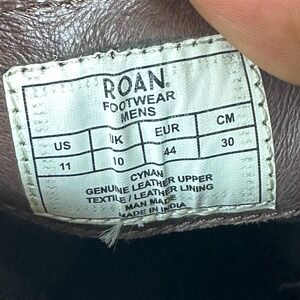 ROAN.
FOOTWEAR
MENS
US UK EUR CM
11 10 44 30
CYNAN
GENUINE LEATHER UPPER
TEXTILE / LEATHER LINING
MAN MADE
MADE IN INDIA